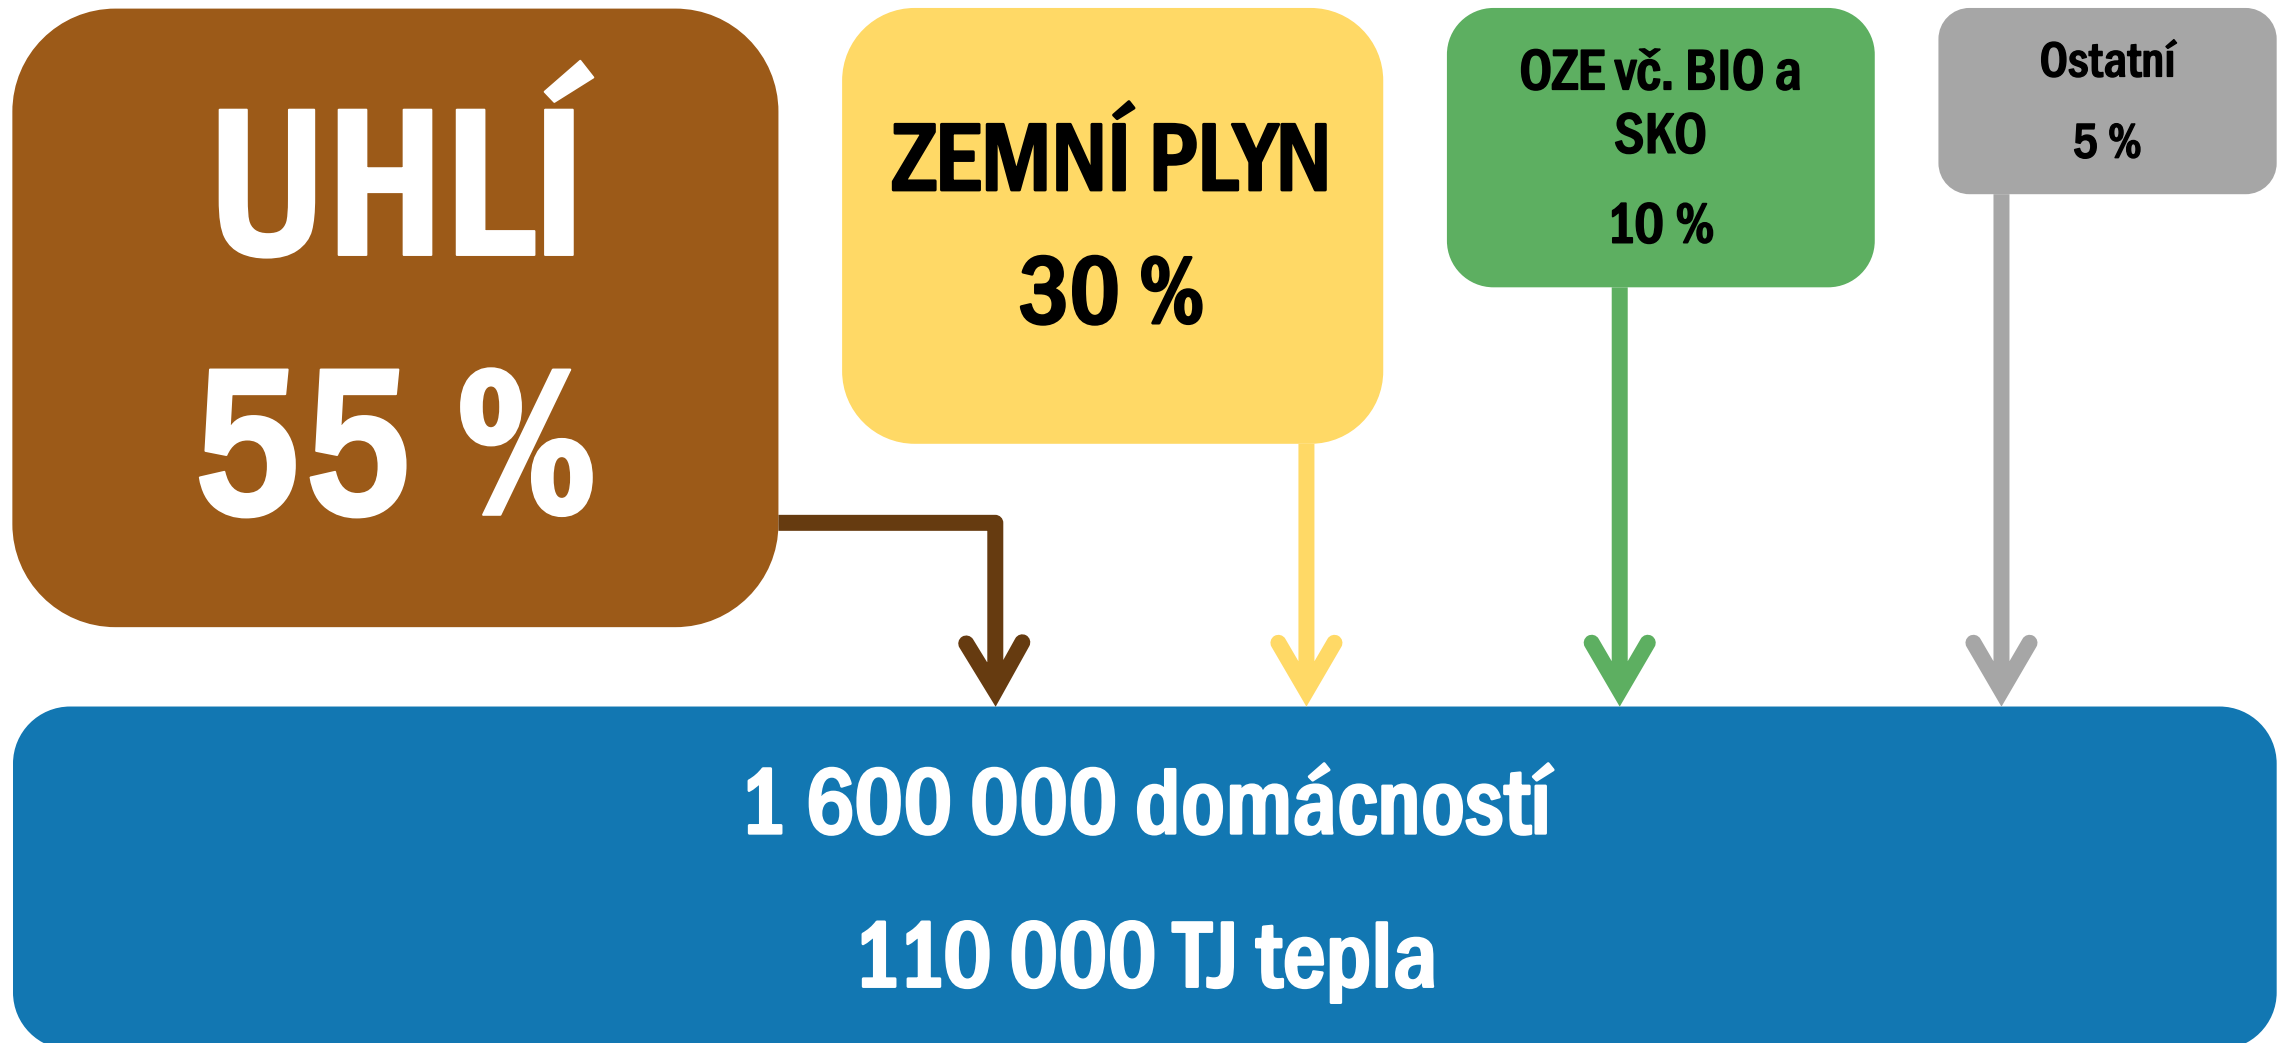 UHLÍ
55 %
ZEMNÍ PLYN
30 %
OZE vč. BIO a
SKO
10 %
Ostatní
5 %
1 600 000 domácností
110 000 TJ tepla